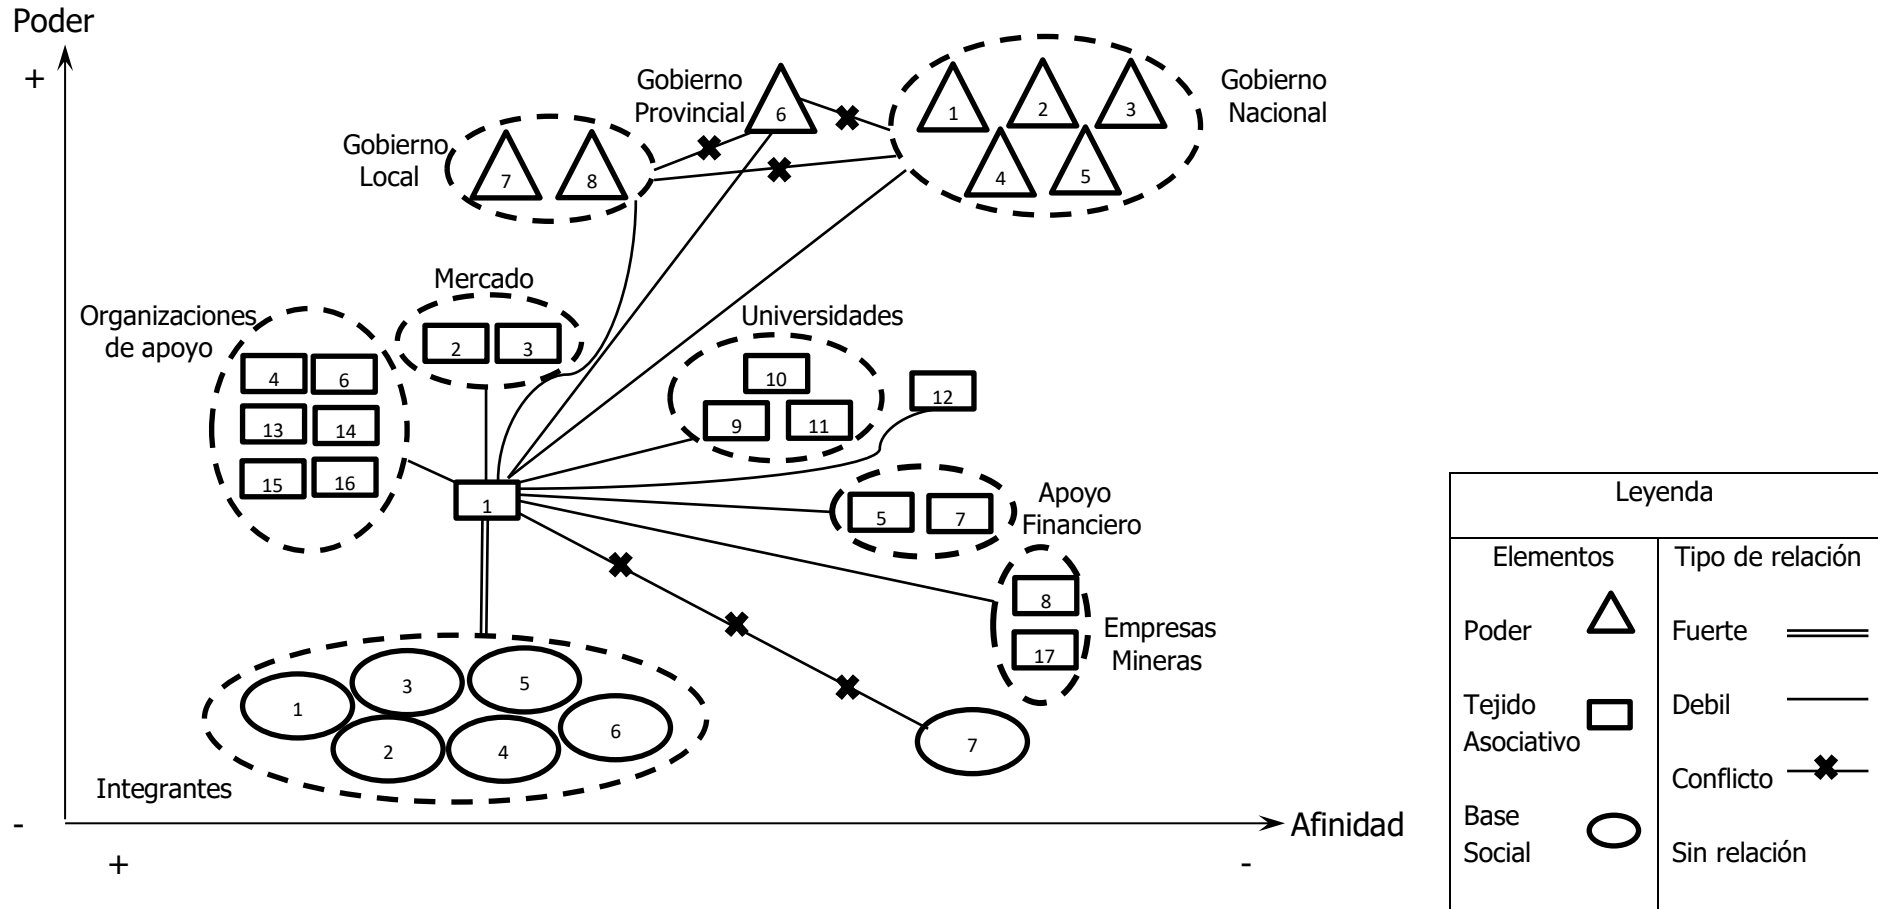 Poder
+
Gobierno
Provincial
6
1
2
3
4
5
Gobierno
Nacional
Gobierno
Local
7
8
Mercado
2
3
Organizaciones
de apoyo
4
6
13
14
15
16
Universidades
10
9
11
12
1
5
7
Apoyo
Financiero
8
17
Empresas
Mineras
1
3
5
2
4
6
7
Integrantes
-
Afinidad
+
-
Leyenda
Elementos
Tipo de relación
Poder
Fuerte
Tejido
Asociativo
Debil
Conflicto
Base
Social
Sin relación